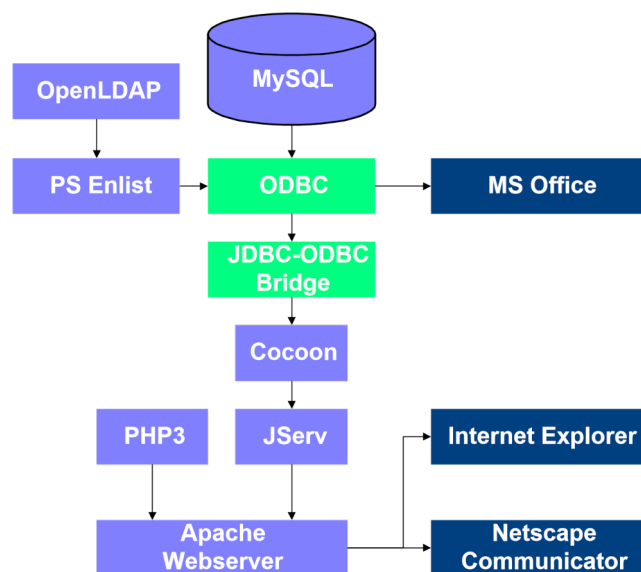 MySQL
OpenLDAP
PS Enlist
ODBC
MS Office
JDBC-ODBC
Bridge
Cocoon
PHP3
JServ
Internet Explorer
Apache
Webserver
Netscape
Communicator